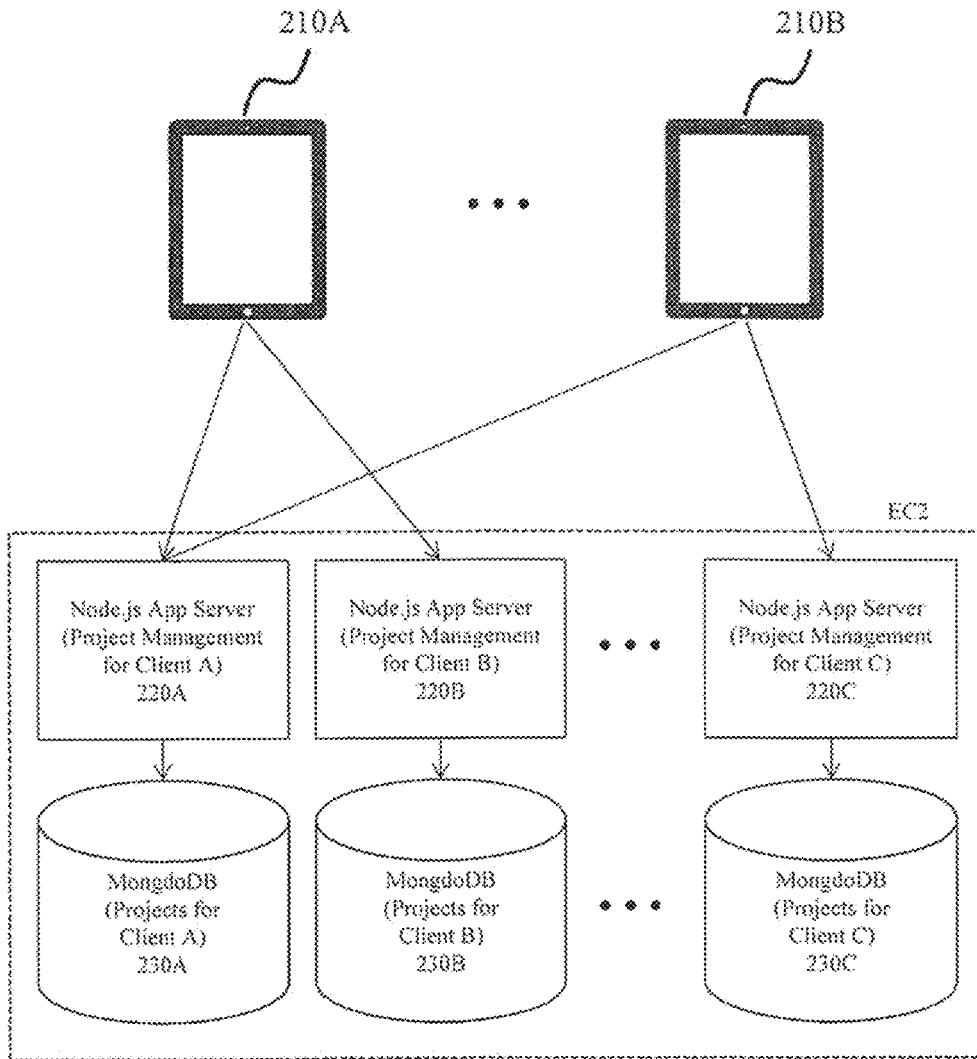 210A
210B
EC2
Node.js App Server
(Project Management
for Client A)
220A
Node.js App Server
(Project Management
for Client B)
220B
Node.js App Server
(Project Management
for Client C)
220C
MongdoDB
(Projects for
Client A)
230A
MongdoDB
(Projects for
Client B)
230B
MongdoDB
(Projects for
Client C)
230C